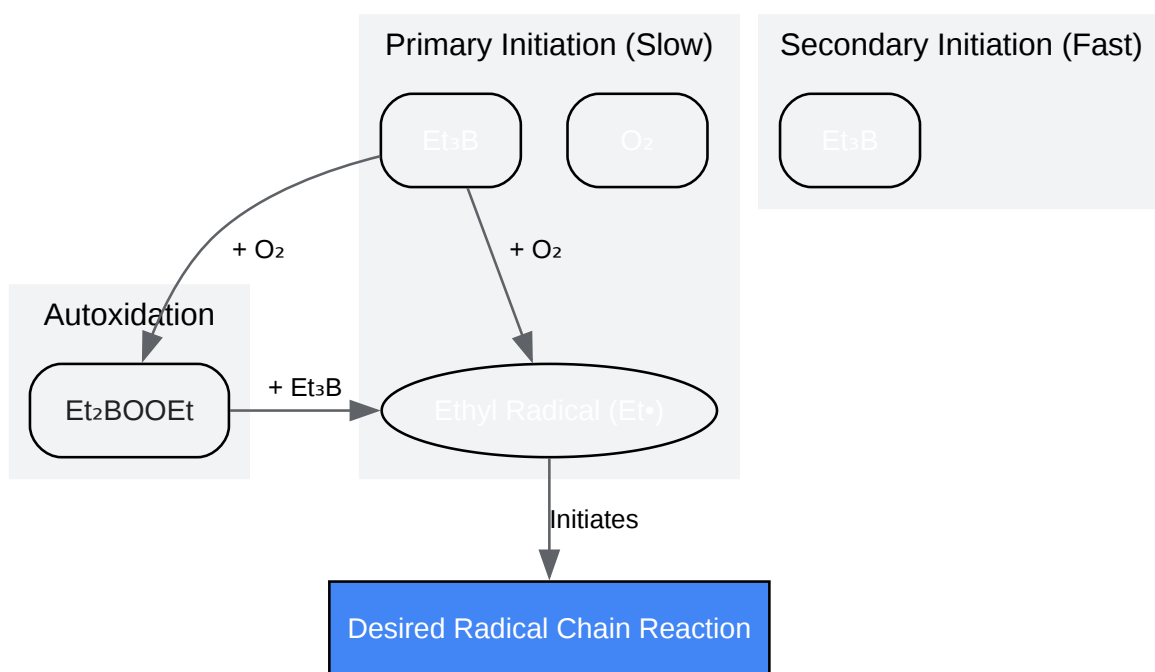 Primary Initiation (Slow)
Secondary Initiation (Fast)
Et₃B
O₂
Et₃B
+ O₂
+ O₂
Autoxidation
+ Et₃B
Et₂BOOEt
Ethyl Radical (Et•)
Initiates
Desired Radical Chain Reaction